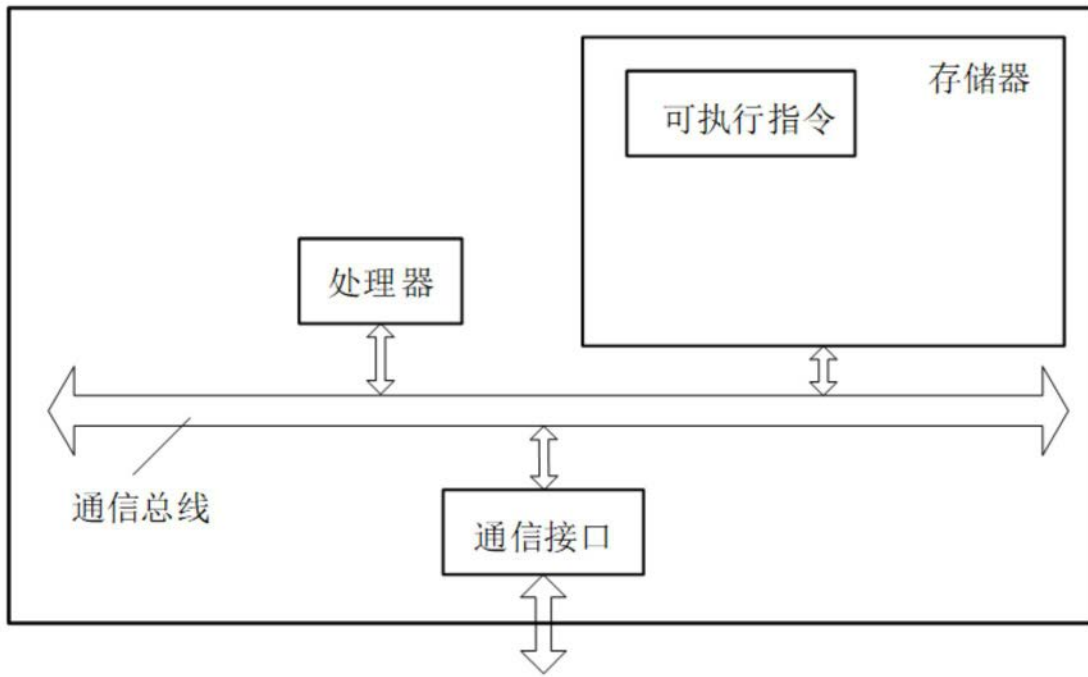 存储器
可执行指令
处理器
通信总线
通信接口